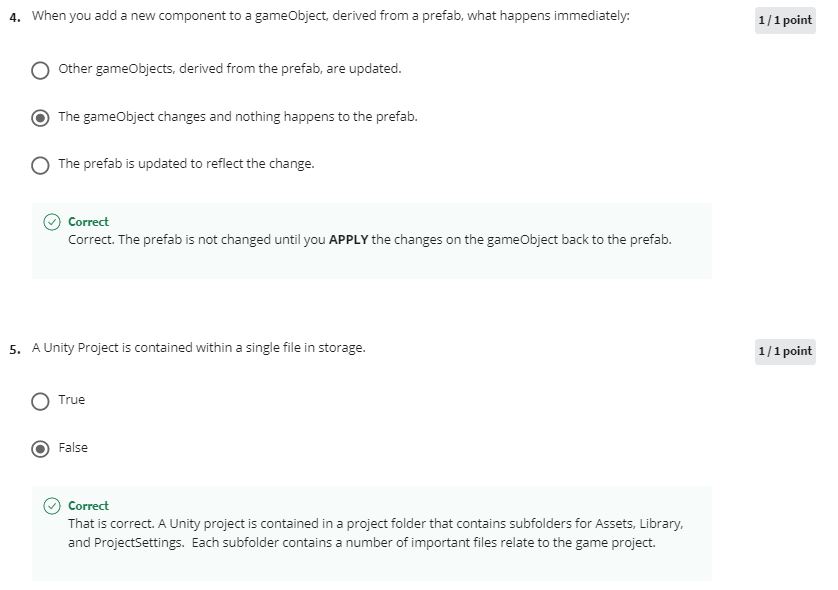 4. When you add a new component to a gameObject, derived from a prefab, what happens immediately:
1 / 1 point
Other gameObjects, derived from the prefab, are updated.
The gameObject changes and nothing happens to the prefab.
The prefab is updated to reflect the change.
Correct
Correct. The prefab is not changed until you APPLY the changes on the gameObject back to the prefab.
5. A Unity Project is contained within a single file in storage.
1 / 1 point
True
False
Correct
That is correct. A Unity project is contained in a project folder that contains subfolders for Assets, Library,
and ProjectSettings. Each subfolder contains a number of important files relate to the game project.